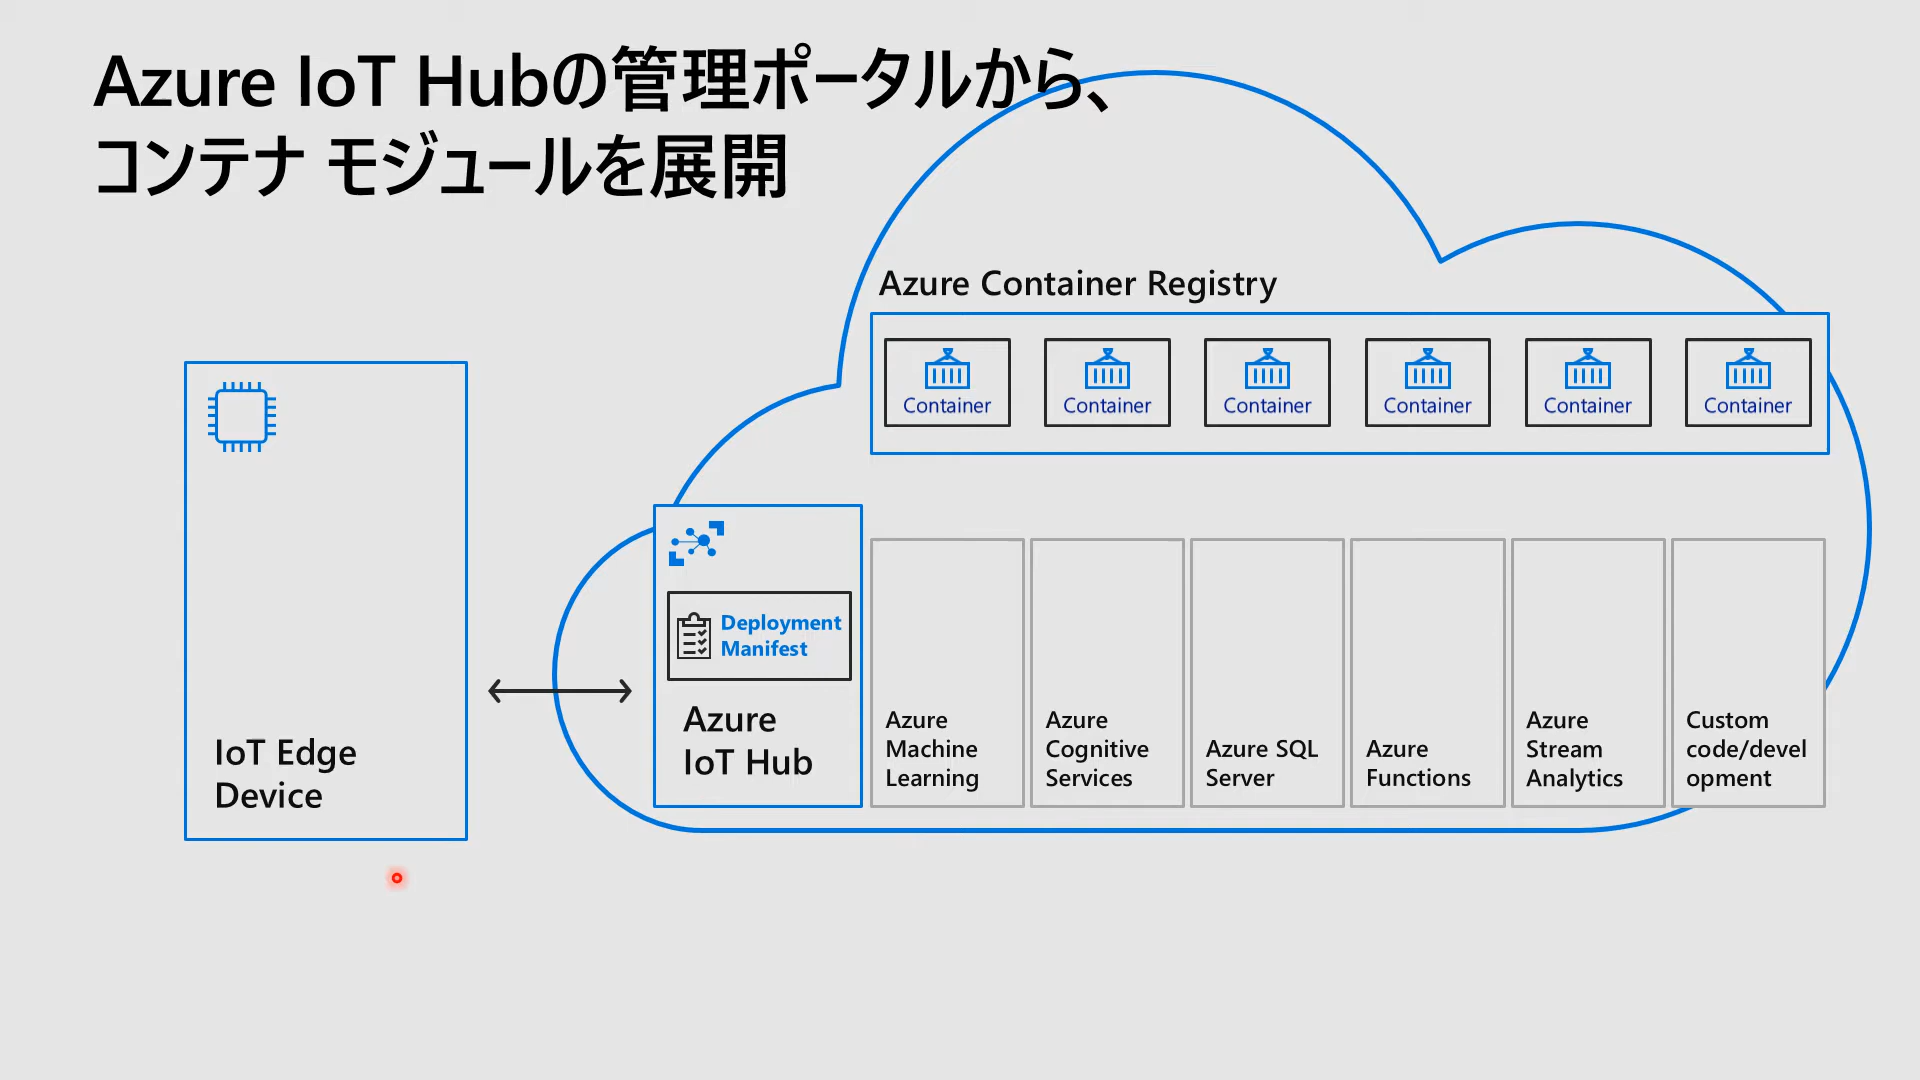 Azure IoT Hubの管理ポータルから、
コンテナ モジュールを展開
Azure Container Registry
Container
Container
Container
Container
Container
Container
IoT Edge
Device
Deployment
Manifest
Azure
IoT Hub
Azure
Machine
Learning
Azure
Cognitive
Services
Azure SQL
Server
Azure
Functions
Azure
Stream
Analytics
Custom
code/devel
opment